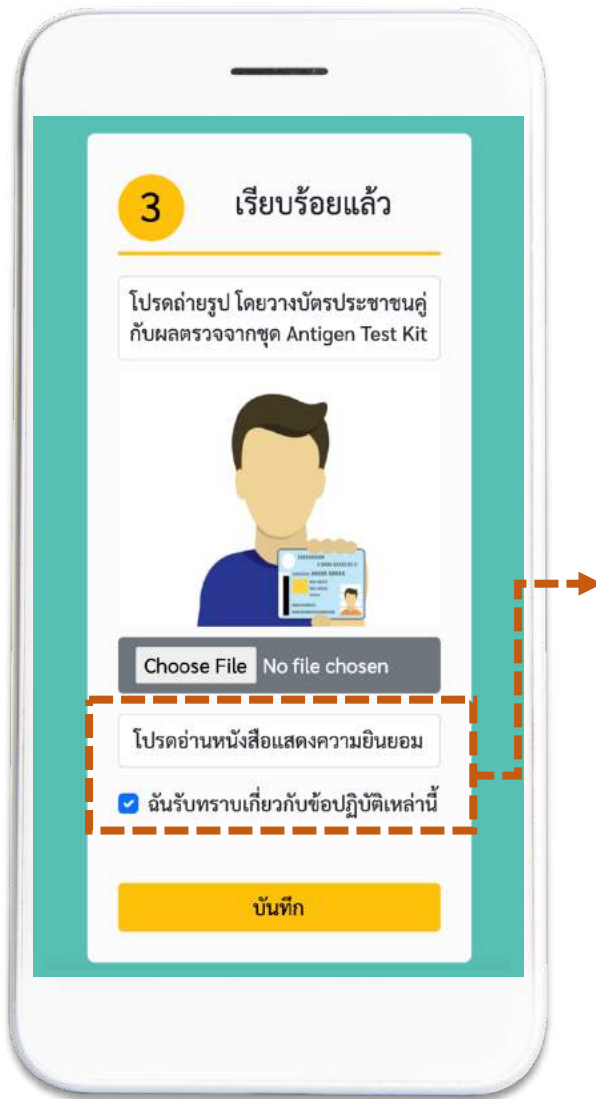 3 เรียบร้อยแล้ว
โปรดถ่ายรูป โดยวางบัตรประชาชนคู่
กับผลตรวจจากชุด Antigen Test Kit
Choose File No file chosen
โปรดอ่านหนังสือแสดงความยินยอม
ฉันรับทราบเกี่ยวกับข้อปฏิบัติเหล่านี้
บันทึก